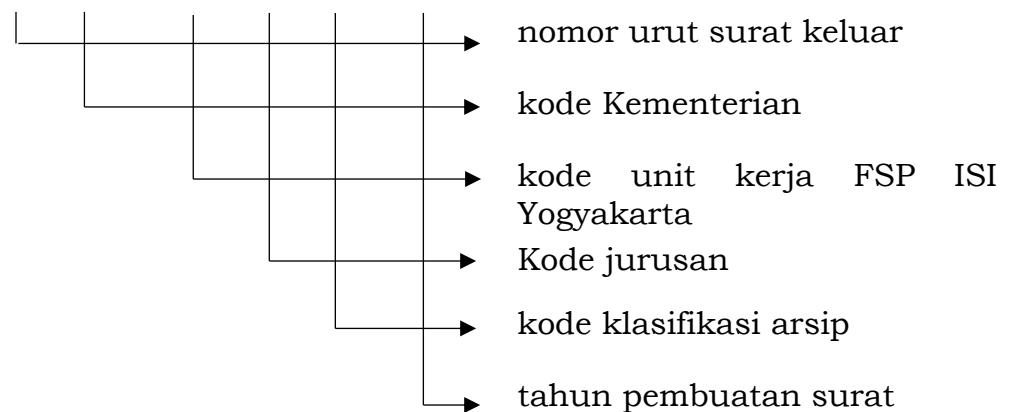 nomor urut surat keluar
kode Kementerian
kode unit kerja FSP ISI
Yogyakarta
Kode jurusan
kode klasifikasi arsip
tahun pembuatan surat